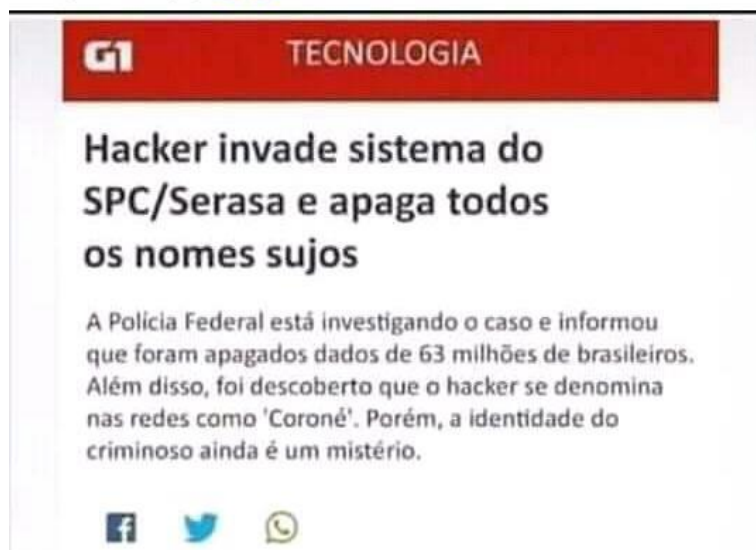 G1 TECNOLOGIA
Hacker invade sistema do
SPC/Serasa e apaga todos
os nomes sujos
A Polícia Federal está investigando o caso e informou
que foram apagados dados de 63 milhões de brasileiros.
Além disso, foi descoberto que o hacker se denomina
nas redes como 'Coroné'. Porém, a identidade do
criminoso ainda é um mistério.